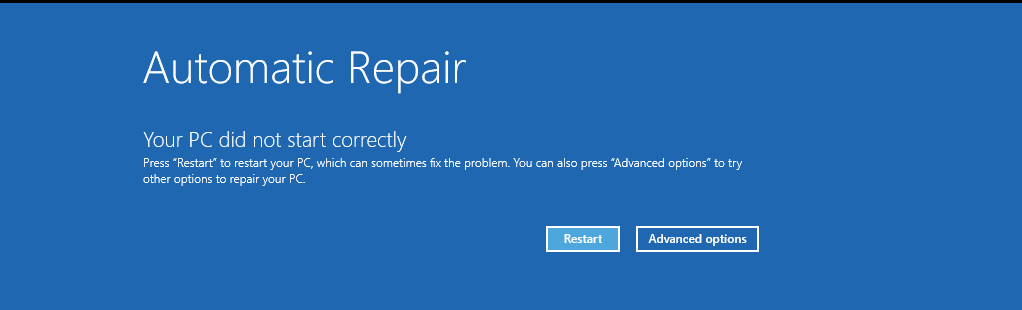 Automatic Repair
Your PC did not start correctly
Press “Restart” to restart your PC, which can sometimes fix the problem. You can also press “Advanced options” to try
other options to repair your PC.
Restart
Advanced options